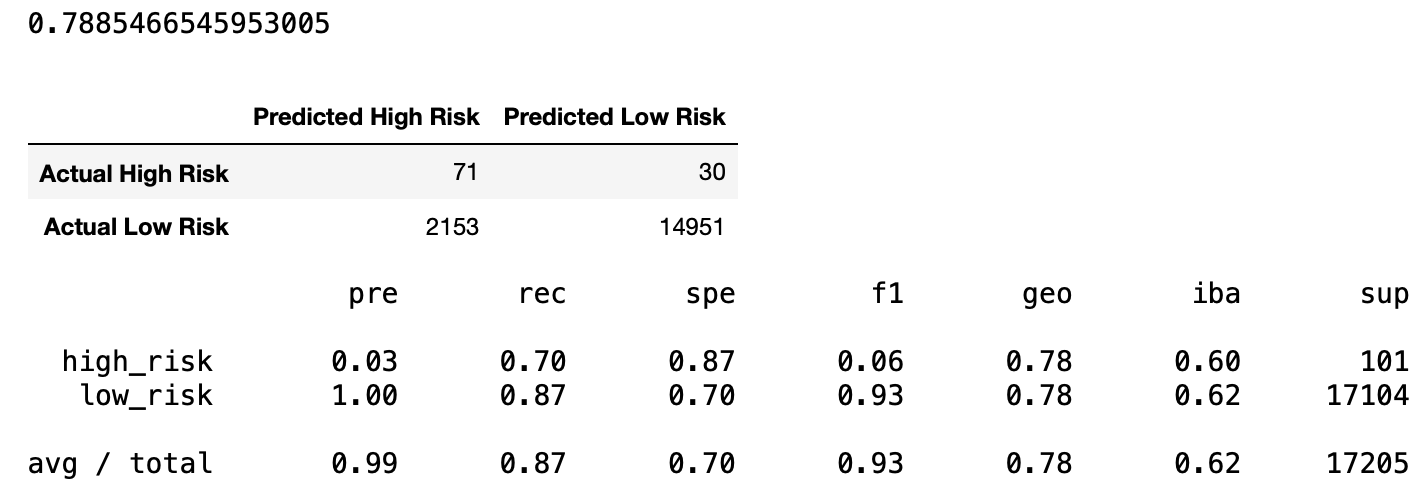 0.7885466545953005
Predicted High Risk Predicted Low Risk
Actual High Risk 71 30
Actual Low Risk 2153 14951
pre rec spe f1 geo iba sup
high_risk 0.03 0.70 0.87 0.06 0.78 0.60 101
low_risk 1.00 0.87 0.70 0.93 0.78 0.62 17104
avg / total 0.99 0.87 0.70 0.93 0.78 0.62 17205